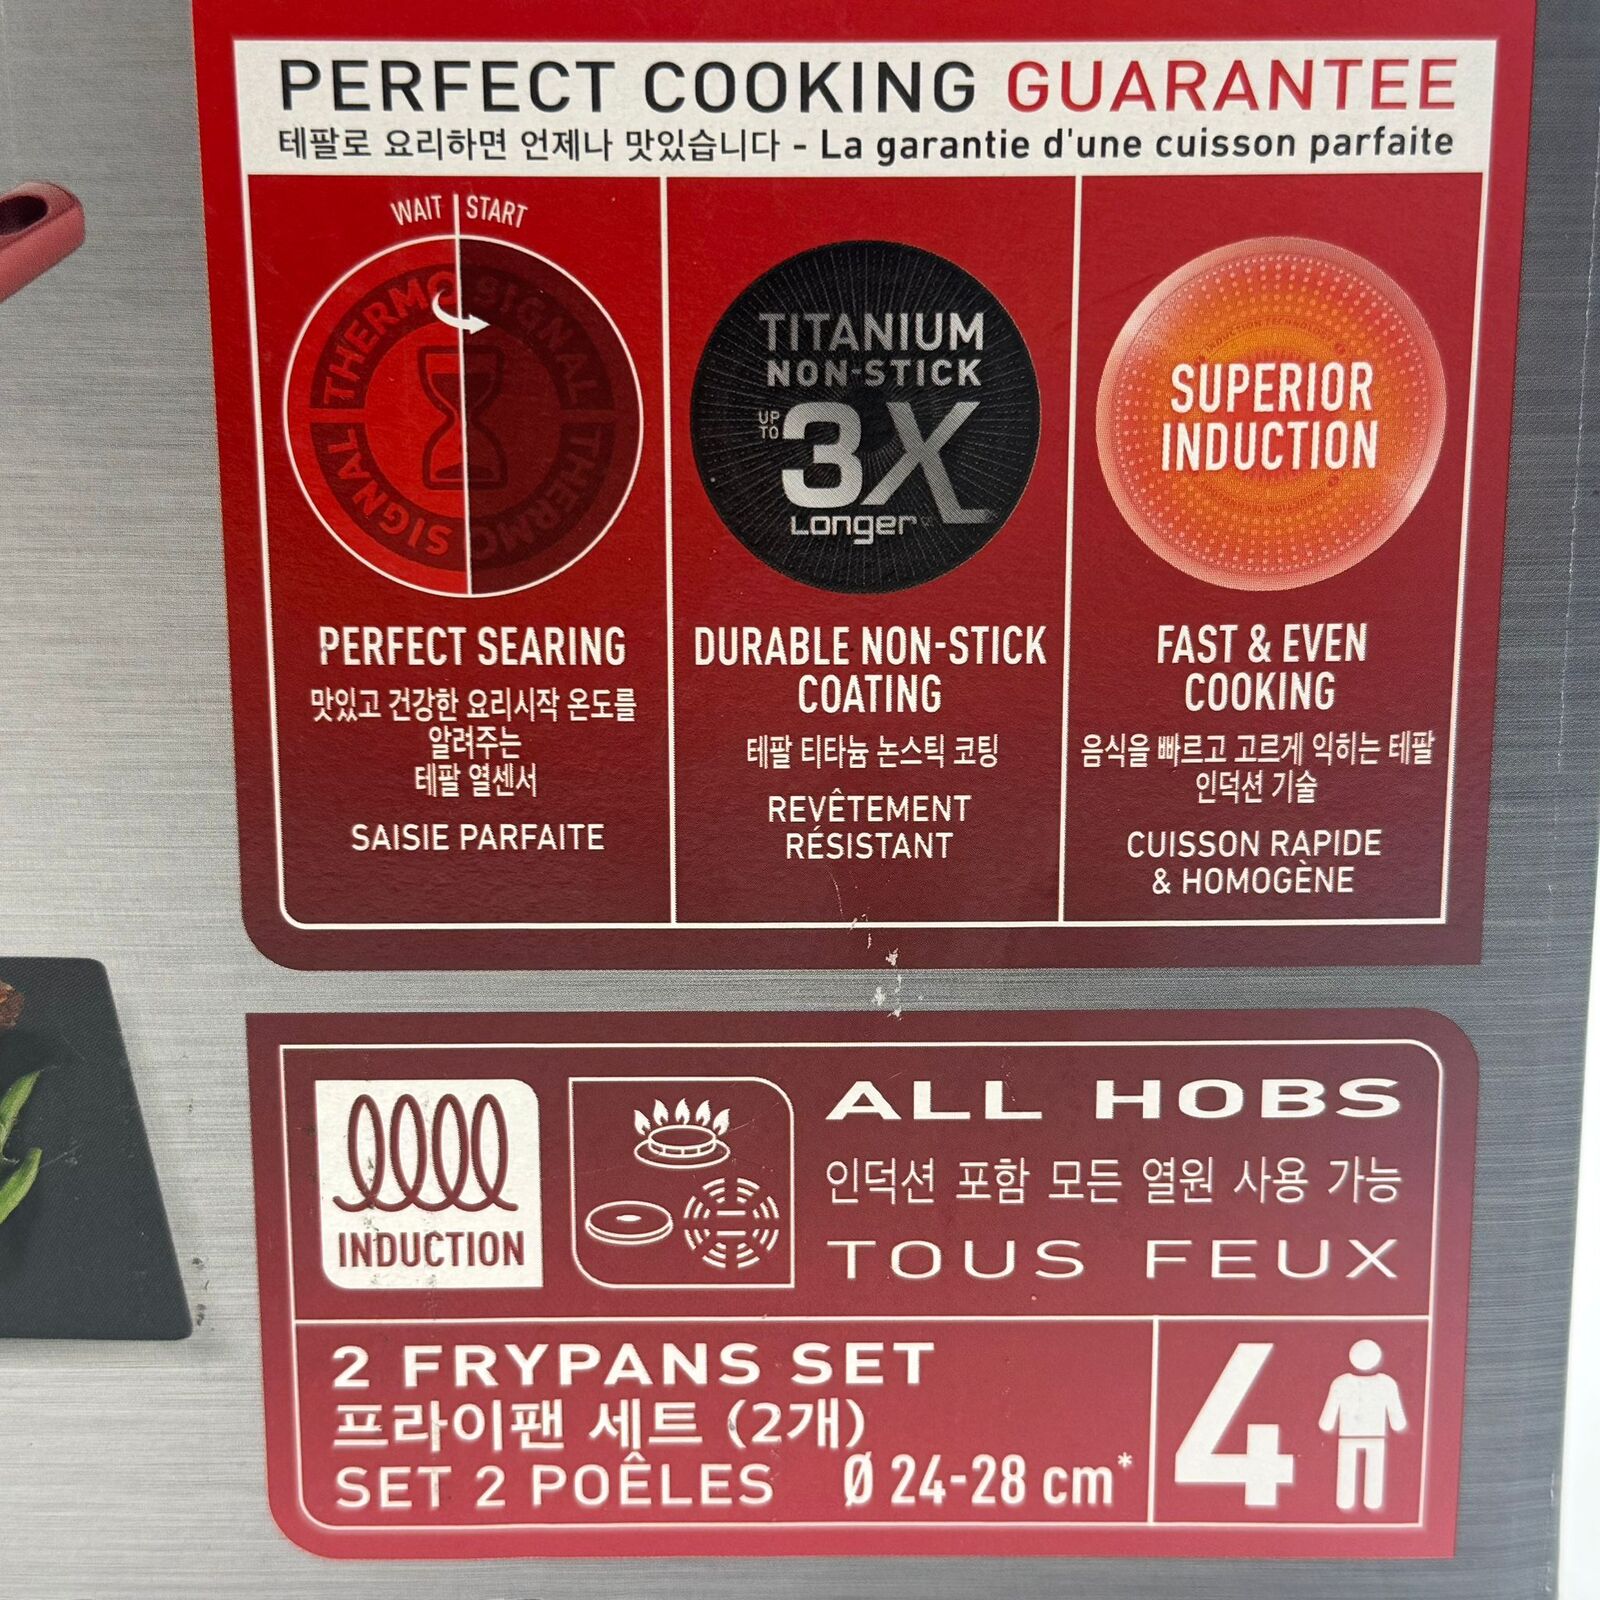 PERFECT COOKING GUARANTEE
테팔로 요리하면 언제나 맛있습니다 - La garantie d'une cuisson parfaite
WAIT START
THERMO SIGNAL
THERMO SIGNAL
PERFECT SEARING
맛있고 건강한 요리시작 온도를
알려주는
테팔 열센서
SAISIE PARFAITE
TITANIUM
NON-STICK
UP TO 3X
Longer
DURABLE NON-STICK
COATING
테팔 티타늄 논스틱 코팅
REVÊTEMENT
RÉSISTANT
SUPERIOR
INDUCTION
FAST & EVEN
COOKING
음식을 빠르고 고르게 익히는 테팔
인덕션 기술
CUISSON RAPIDE
& HOMOGÈNE
INDUCTION
ALL HOBS
인덕션 포함 모든 열원 사용 가능
TOUS FEUX
2 FRYPANS SET
프라이팬 세트 (2개)
SET 2 POÊLES Ø 24-28 cm*
4